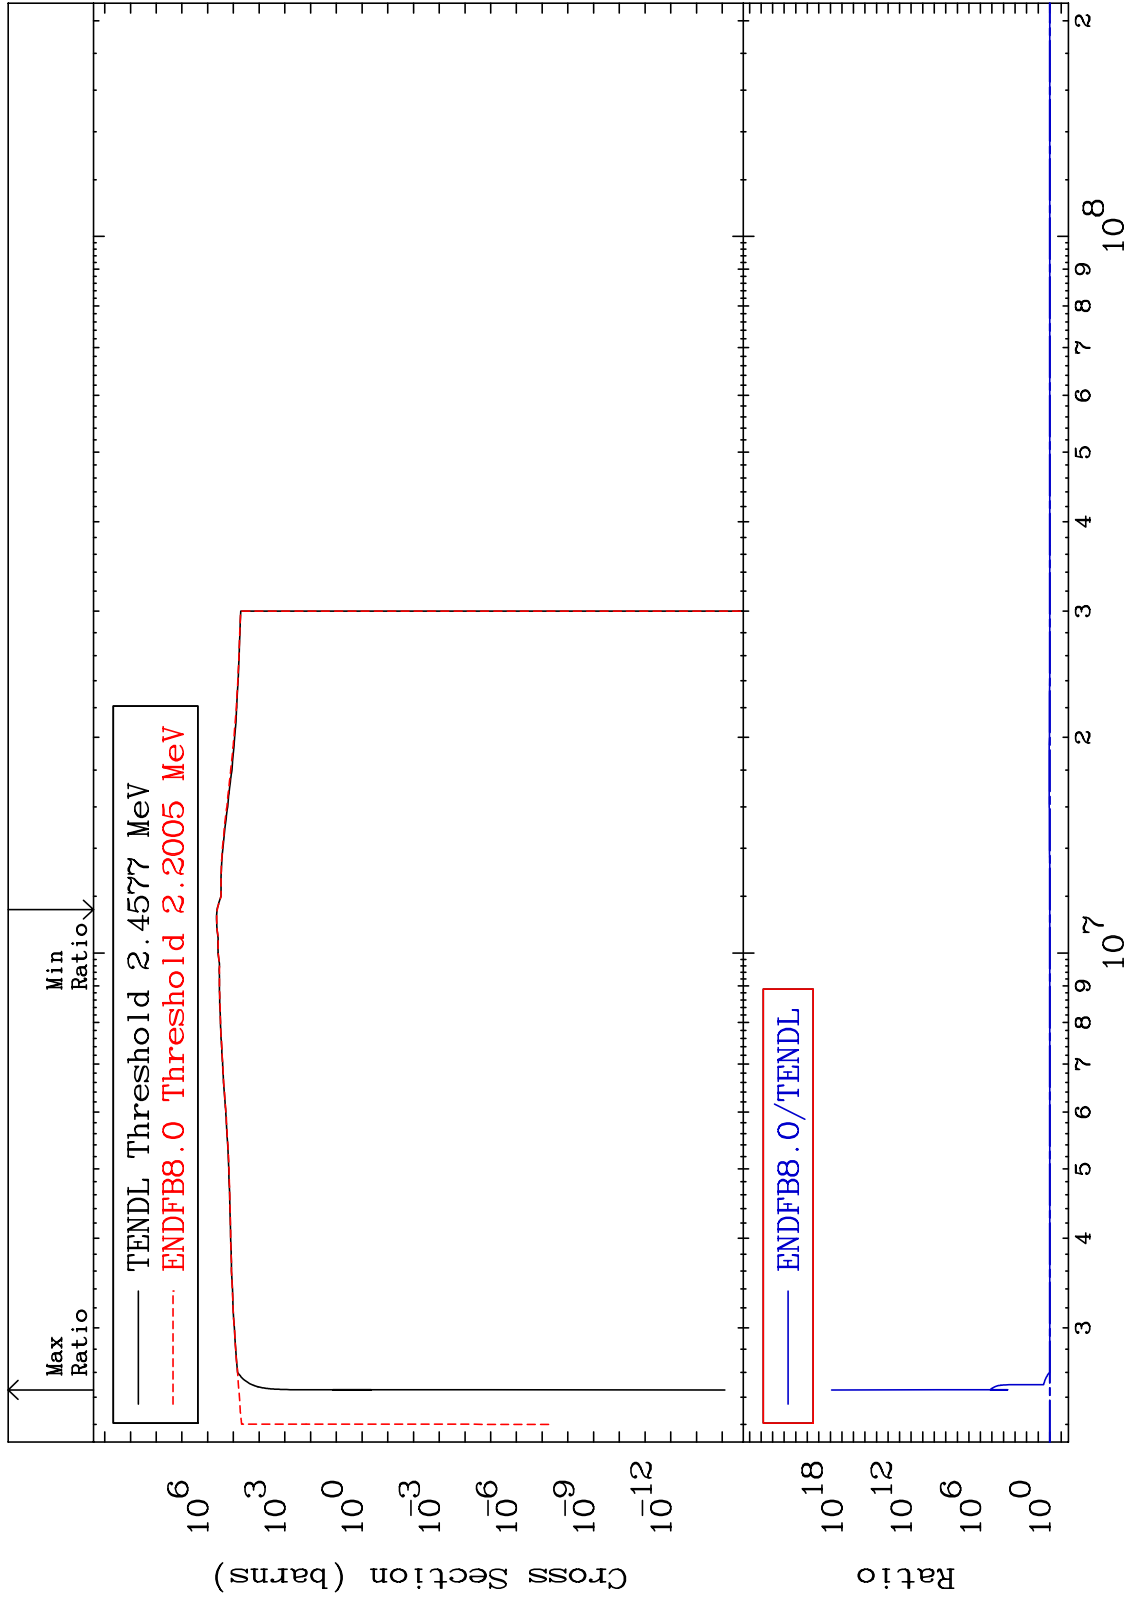 Max
Ratio
Min
Ratio
TENDL Threshold 2.4577 MeV
ENDFB8.0 Threshold 2.2005 MeV
Cross Section (barns)
10^6
10^3
10^0
10^-3
10^-6
10^-9
10^-12
ENDFB8.0/TENDL
Ratio
10^18
10^12
10^6
10^0
3 4 5 6 7 8 9 10^7 2 3 4 5 6 7 8 9 10^8 2